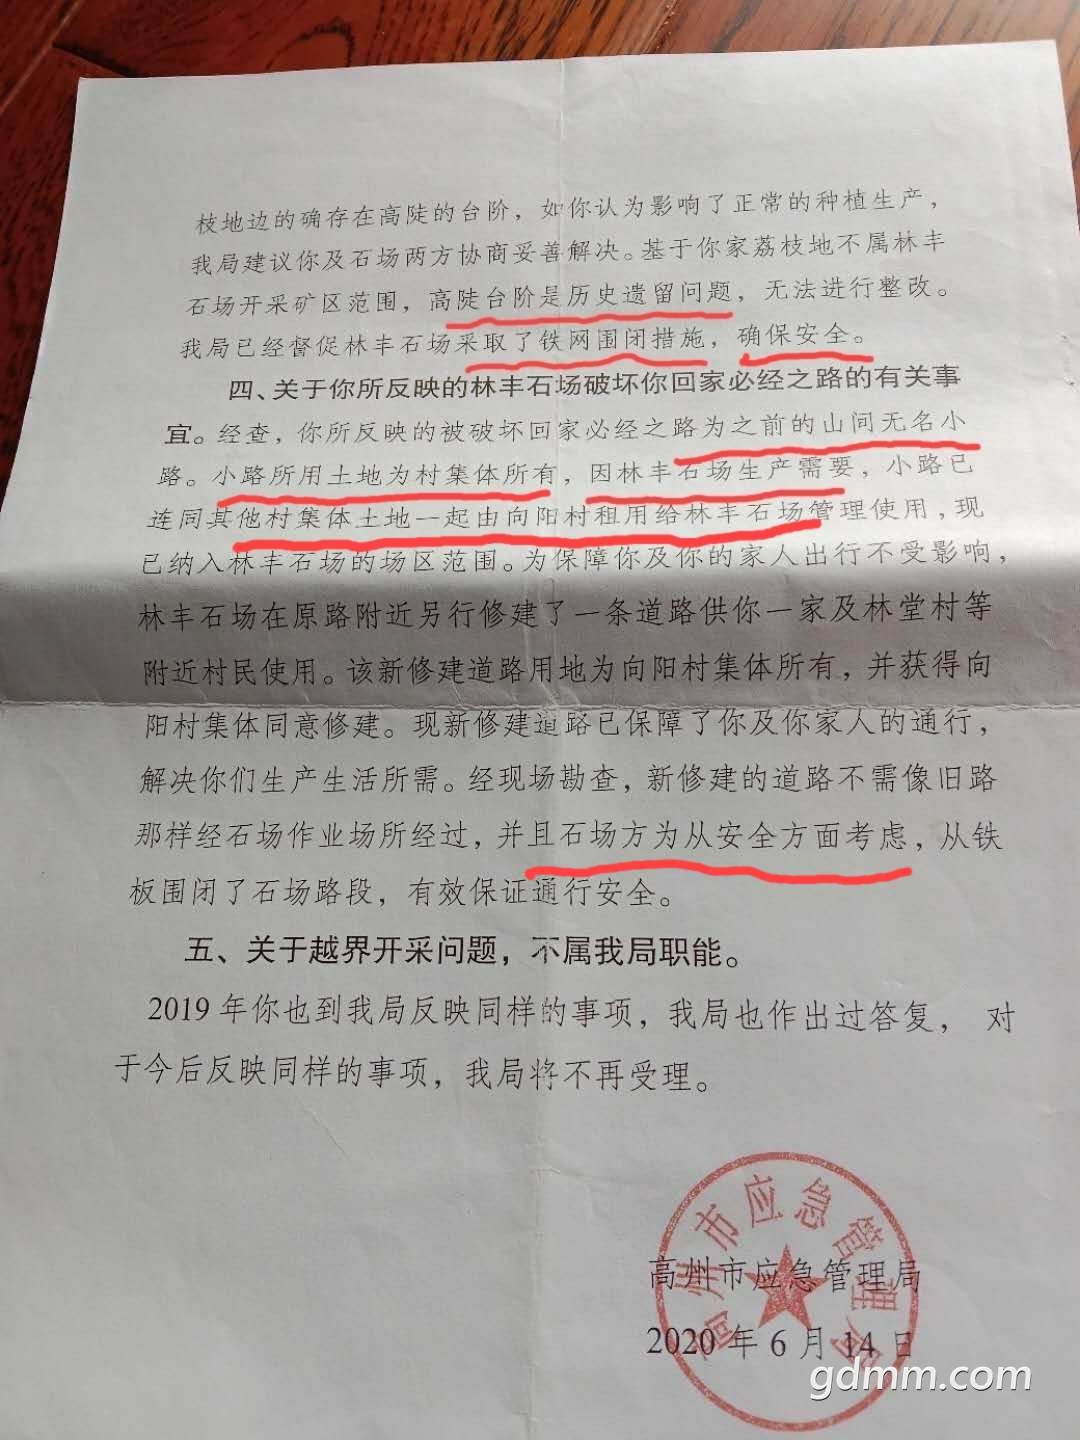 枝地边的确存在高陡的台阶，如你认为影响了正常的种植生产，
我局建议你及石场两方协商妥善解决。基于你家荔枝地不属林丰
石场开采矿区范围，高陡台阶是历史遗留问题，无法进行整改。
我局已经督促林丰石场采取了铁网围闭措施，确保安全。
四、关于你所反映的林丰石场破坏你回家必经之路的有关事
宜。经查，你所反映的被破坏回家必经之路为之前的山间无名小
路。小路所用土地为村集体所有，因林丰石场生产需要，小路已
连同其他村集体土地一起由向阳村租用给林丰石场管理使用，现
已纳入林丰石场的场区范围。为保障你及你的家人出行不受影响，
林丰石场在原路附近另行修建了一条道路供你一家及林堂村等
附近村民使用。该新修建道路用地为向阳村集体所有，并获得向
阳村集体同意修建。现新修建道路已保障了你及你家人的通行，
解决你们生产生活所需。经现场勘查，新修建的道路不需像旧路
那样经石场作业场所经过，并且石场方为从安全方面考虑，从铁
板围闭了石场路段，有效保证通行安全。
五、关于越界开采问题，不属我局职能。
2019年你也到我局反映同样的事项，我局也作出过答复， 对
于今后反映同样的事项，我局将不再受理。
高州市应急管理局
高州市应急管理局
2020年6月14日
gdmm.com